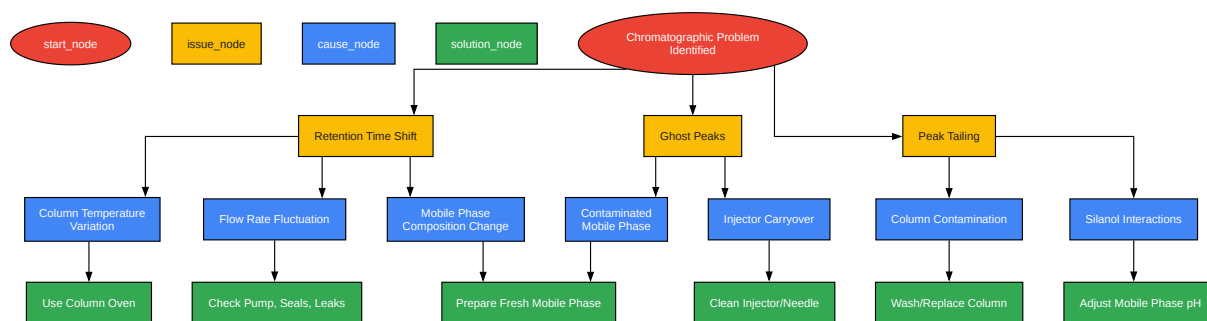 start_node
issue_node
cause_node
solution_node
Chromatographic Problem
Identified
Retention Time Shift
Ghost Peaks
Peak Tailing
Column Temperature
Variation
Flow Rate Fluctuation
Mobile Phase
Composition Change
Contaminated
Mobile Phase
Injector Carryover
Column Contamination
Silanol Interactions
Use Column Oven
Check Pump, Seals, Leaks
Prepare Fresh Mobile Phase
Clean Injector/Needle
Wash/Replace Column
Adjust Mobile Phase pH